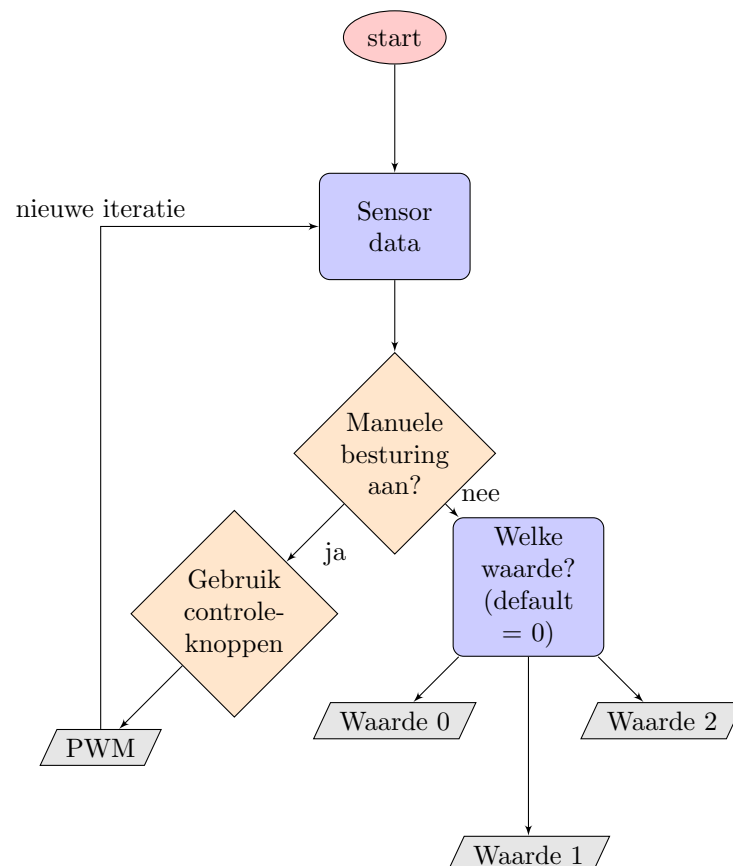 start
nieuwe iteratie
Sensor
data
Manuele
besturing
aan?
nee
ja
Welke
waarde?
(default
= 0)
Gebruik
controle-
knoppen
Waarde 0
Waarde 2
PWM
Waarde 1